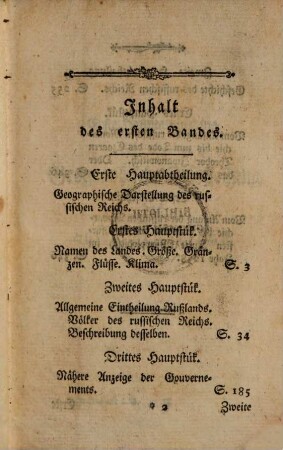 Inhalt
des ersten Bandes.
Erste Hauptabtheilung.
Geographische Darstellung des rus-
sischen Reichs.
Erstes Hauptstük.
Namen des Landes. Größe. Grän-
zen. Flüsse. Klima. S. 3
Zweites Hauptstük.
Allgemeine Eintheilung Rußlands.
Völker des russischen Reichs.
Beschreibung desselben. S. 34
Drittes Hauptstük.
Nähere Anzeige der Gouverne-
ments. S. 185
Zweite